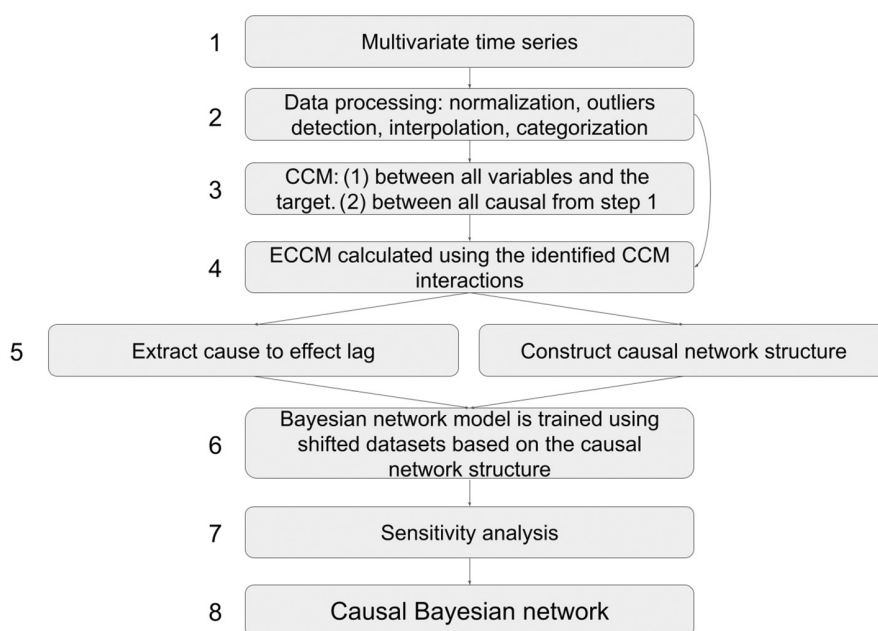 1
Multivariate time series
2
Data processing: normalization, outliers
detection, interpolation, categorization
3
CCM: (1) between all variables and the
target. (2) between all causal from step 1
4
ECCM calculated using the identified CCM
interactions
5
Extract cause to effect lag
Construct causal network structure
6
Bayesian network model is trained using
shifted datasets based on the causal
network structure
7
Sensitivity analysis
8
Causal Bayesian network